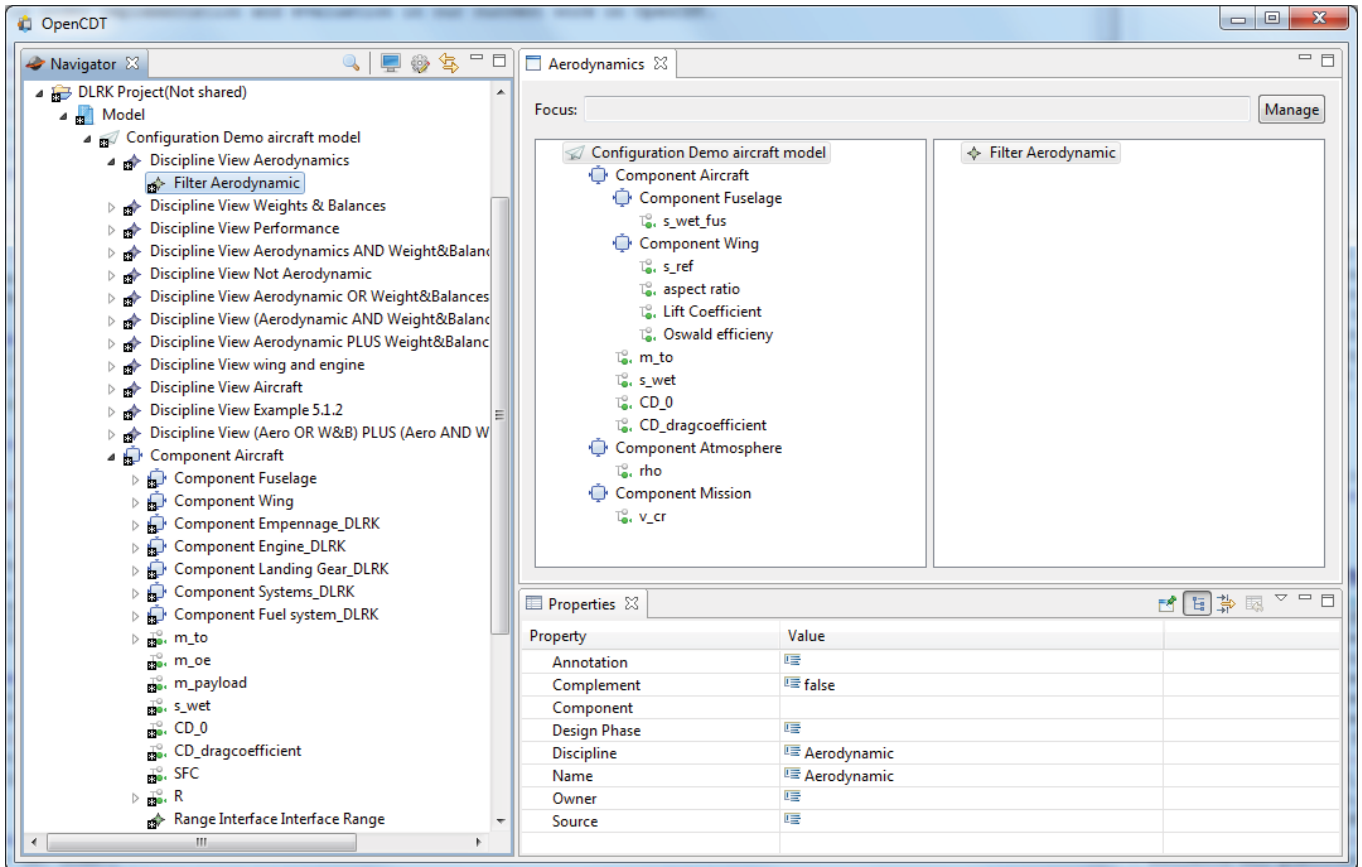 OpenCDT
Navigator
DLRK Project(Not shared)
Model
Configuration Demo aircraft model
Discipline View Aerodynamics
Filter Aerodynamic
Discipline View Weights & Balances
Discipline View Performance
Discipline View Aerodynamics AND Weight&Balanc
Discipline View Not Aerodynamic
Discipline View Aerodynamic OR Weight&Balances
Discipline View (Aerodynamic AND Weight&Balanc
Discipline View Aerodynamic PLUS Weight&Balanc
Discipline View wing and engine
Discipline View Aircraft
Discipline View Example 5.1.2
Discipline View (Aero OR W&B) PLUS (Aero AND W
Component Aircraft
Component Fuselage
Component Wing
Component Empennage_DLRK
Component Engine_DLRK
Component Landing Gear_DLRK
Component Systems_DLRK
Component Fuel system_DLRK
m_to
m_oe
m_payload
s_wet
CD_0
CD_dragcoefficient
SFC
R
Range Interface Interface Range
Aerodynamics
Focus:
Manage
Configuration Demo aircraft model
Component Aircraft
Component Fuselage
s_wet_fus
Component Wing
s_ref
aspect ratio
Lift Coefficient
Oswald efficieny
m_to
s_wet
CD_0
CD_dragcoefficient
Component Atmosphere
rho
Component Mission
v_cr
Filter Aerodynamic
Properties
Property Value
Annotation
Complement false
Component
Design Phase
Discipline Aerodynamic
Name Aerodynamic
Owner
Source